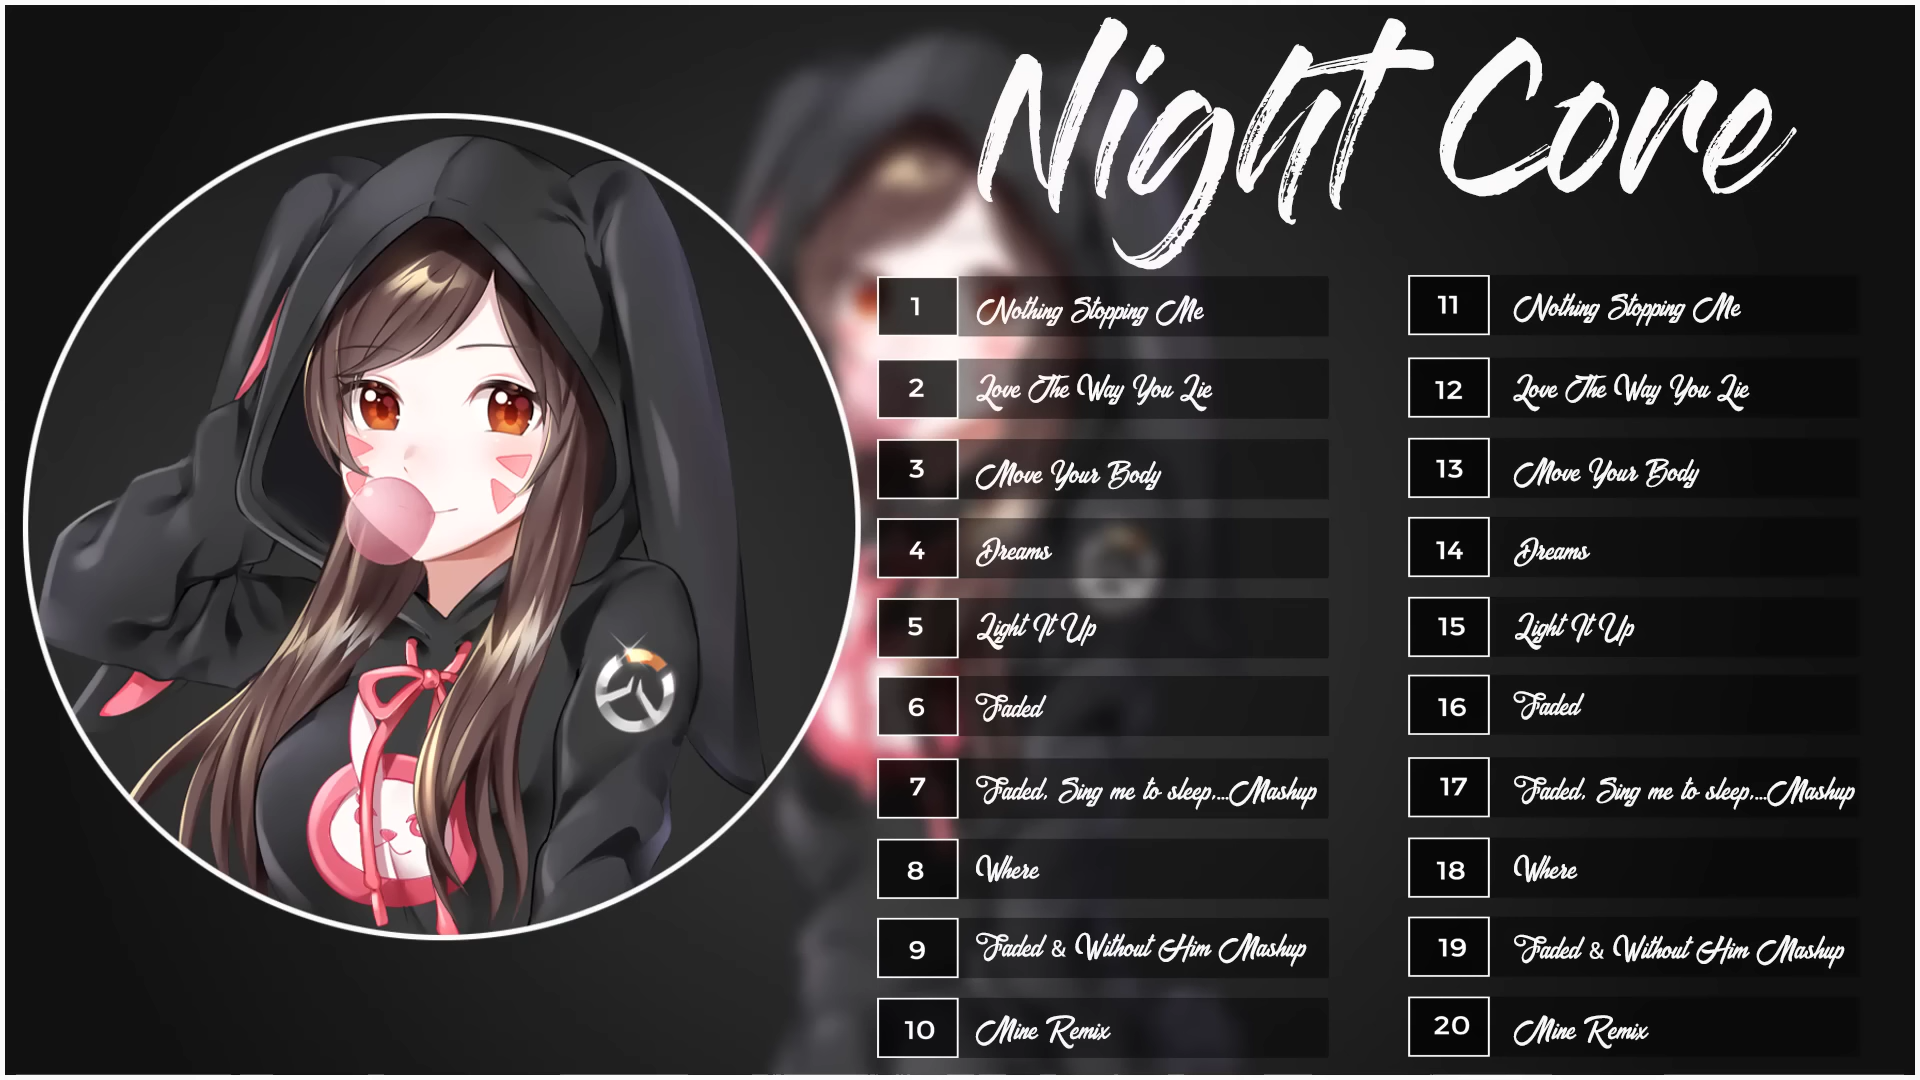 Night Core
1 Nothing Stopping Me
2 Love The Way You Lie
3 Move Your Body
4 Dreams
5 Light It Up
6 Faded
7 Faded, Sing me to sleep,...Mashup
8 Where
9 Faded & Without Him Mashup
10 Mine Remix
11 Nothing Stopping Me
12 Love The Way You Lie
13 Move Your Body
14 Dreams
15 Light It Up
16 Faded
17 Faded, Sing me to sleep,...Mashup
18 Where
19 Faded & Without Him Mashup
20 Mine Remix